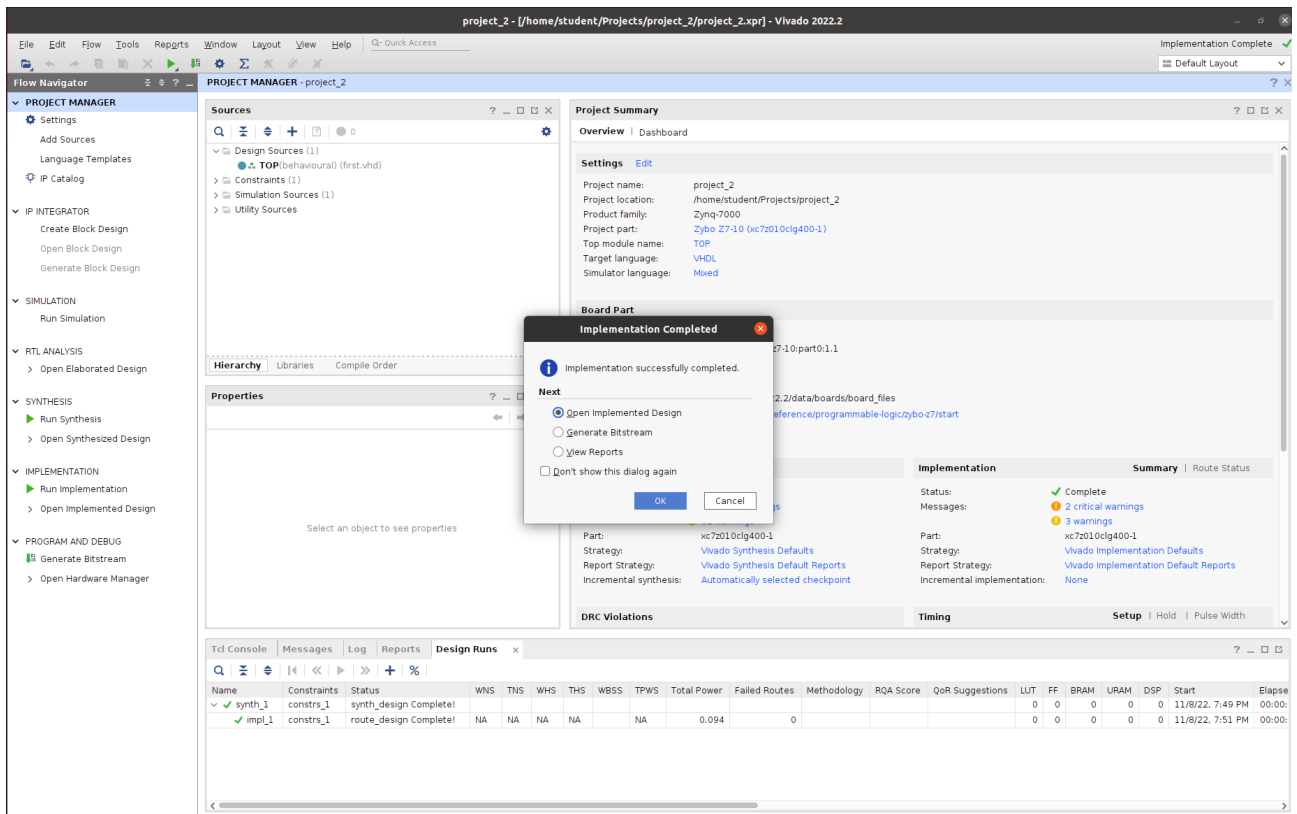 project_2 - [/home/student/Projects/project_2/project_2.xpr] - Vivado 2022.2
File Edit Flow Tools Reports Window Layout View Help Quick Access
Implementation Complete
Default Layout
Flow Navigator
PROJECT MANAGER
Settings
Add Sources
Language Templates
IP Catalog
IP INTEGRATOR
Create Block Design
Open Block Design
Generate Block Design
SIMULATION
Run Simulation
RTL ANALYSIS
Open Elaborated Design
SYNTHESIS
Run Synthesis
Open Synthesized Design
IMPLEMENTATION
Run Implementation
Open Implemented Design
PROGRAM AND DEBUG
Generate Bitstream
Open Hardware Manager
PROJECT MANAGER - project_2
Sources
0
Design Sources (1)
TOP(behavioural) (first.vhd)
Constraints (1)
Simulation Sources (1)
Utility Sources
Hierarchy Libraries Compile Order
Properties
Select an object to see properties
Project Summary
Overview | Dashboard
Settings Edit
Project name: project_2
Project location: /home/student/Projects/project_2
Product family: Zynq-7000
Project part: Zybo Z7-10 (xc7z010clg400-1)
Top module name: TOP
Target language: VHDL
Simulator language: Mixed
Board Part
z7-10:part0:1.1
2.2/data/boards/board_files
eference/programmable-logic/zybo-z7/start
Implementation Completed
Implementation successfully completed.
Next
Open Implemented Design
Generate Bitstream
View Reports
Don't show this dialog again
OK Cancel
Part: xc7z010clg400-1
Strategy: Vivado Synthesis Defaults
Report Strategy: Vivado Synthesis Default Reports
Incremental synthesis: Automatically selected checkpoint
Implementation Summary | Route Status
Status: Complete
Messages: 2 critical warnings
3 warnings
Part: xc7z010clg400-1
Strategy: Vivado Implementation Defaults
Report Strategy: Vivado Implementation Default Reports
Incremental implementation: None
DRC Violations
Timing Setup | Hold | Pulse Width
Tcl Console Messages Log Reports Design Runs
Name Constraints Status WNS TNS WHS THS WBSS TPWS Total Power Failed Routes Methodology RQA Score QoR Suggestions LUT FF BRAM URAM DSP Start Elapse
synth_1 constrs_1 synth_design Complete! 0 0 0 0 0 11/8/22, 7:49 PM 00:00:
impl_1 constrs_1 route_design Complete! NA NA NA NA NA 0.094 0 0 0 0 0 0 11/8/22, 7:51 PM 00:00: